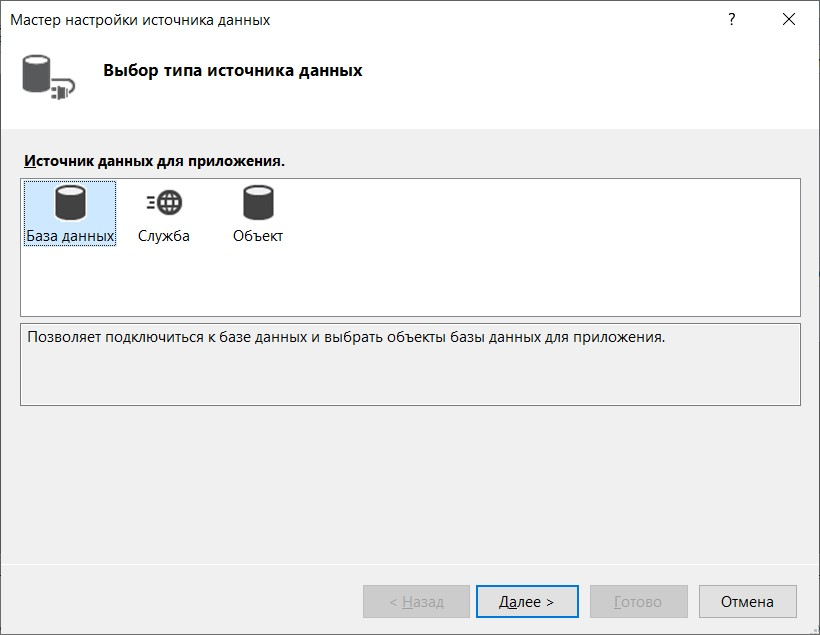 Мастер настройки источника данных
?
Выбор типа источника данных
Источник данных для приложения.
База данных
Служба
Объект
Позволяет подключиться к базе данных и выбрать объекты базы данных для приложения.
< Назад
Далее >
Готово
Отмена